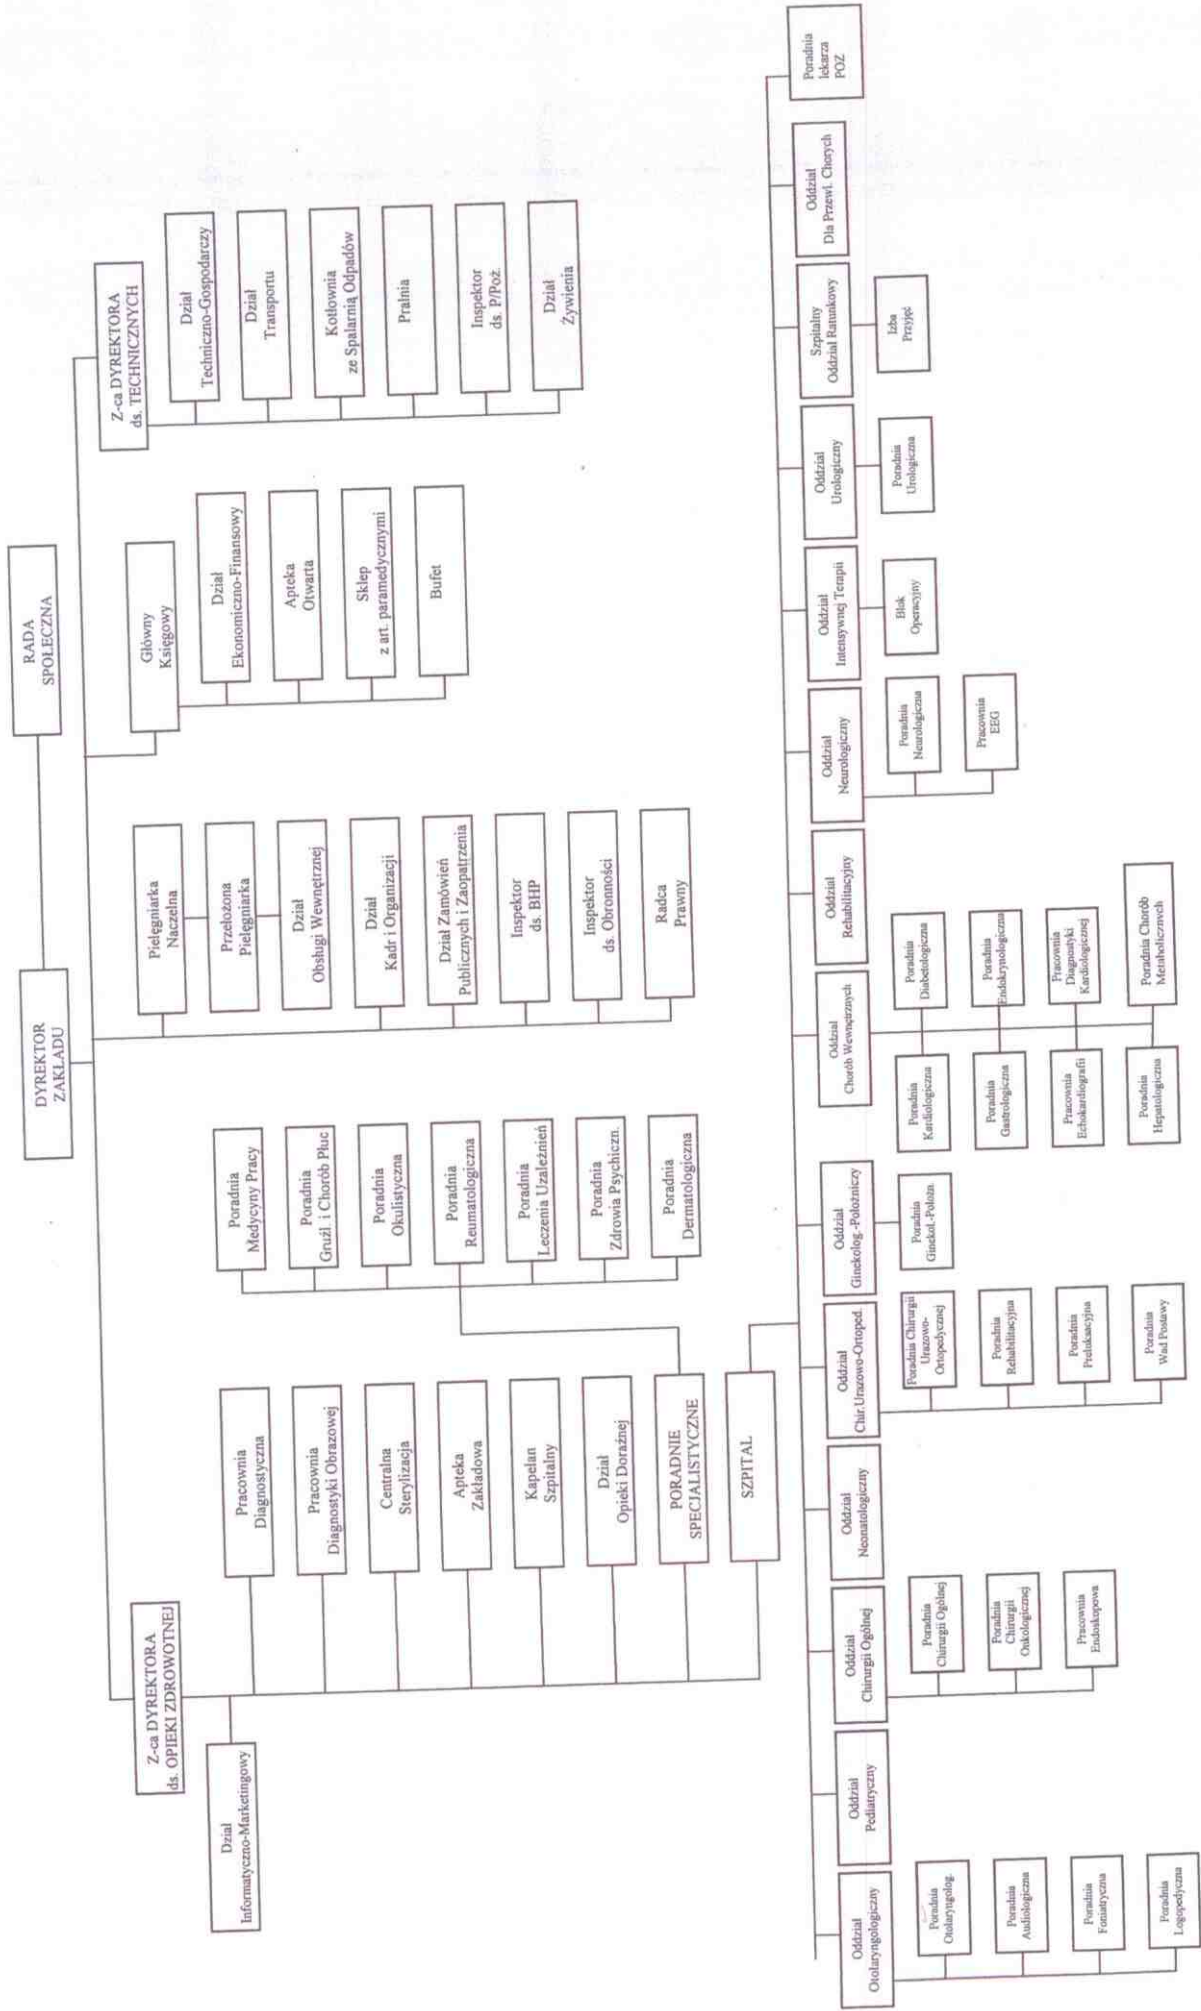 RADA
SPOŁECZNA
DYREKTOR
ZAKŁADU
Z-ca DYREKTORA
ds. OPIEKI ZDROWOTNEJ
Dział
Informatyczno-Marketingowy
Pracownia
Diagnostyczna
Pracownia
Diagnostyki Obrazowej
Centralna
Sterylizacja
Apteka
Zakładowa
Kapelan
Szpitalny
Dział
Opieki Doraźnej
PORADNIE
SPECJALISTYCZNE
SZPITAL
Poradnia
Medycyny Pracy
Poradnia
Gruźl. i Chorób Płuc
Poradnia
Okulistyczna
Poradnia
Reumatologiczna
Poradnia
Leczenia Uzależnień
Poradnia
Zdrowia Psychiczn.
Poradnia
Dermatologiczna
Pielęgniarka
Naczelna
Przełożona
Pielęgniarka
Dział
Obsługi Wewnętrznej
Dział
Kadr i Organizacji
Dział Zamówień
Publicznych i Zaopatrzenia
Inspektor
ds. BHP
Inspektor
ds. Obronności
Radca
Prawny
Główny
Księgowy
Dział
Ekonomiczno-Finansowy
Apteka
Otwarta
Sklep
z art. paramedycznymi
Bufet
Z-ca DYREKTORA
ds. TECHNICZNYCH
Dział
Techniczno-Gospodarczy
Dział
Transportu
Kotłownia
ze Spalarnią Odpadów
Pralnia
Inspektor
ds. P/Poż.
Dział
Żywienia
Oddział
Otolaryngologiczny
Poradnia
Otolaryngolog.
Poradnia
Audiologiczna
Poradnia
Foniatryczna
Poradnia
Logopedyczna
Oddział
Pediatryczny
Oddział
Chirurgii Ogólnej
Poradnia
Chirurgii Ogólnej
Poradnia
Chirurgii
Onkologicznej
Pracownia
Endoskopowa
Oddział
Neonatologiczny
Oddział
Chir.Urazowo-Ortoped.
Poradnia Chirurgii
Urazowo-
Ortopedycznej
Poradnia
Rehabilitacyjna
Poradnia
Preluksacyjna
Poradnia
Wad Postawy
Oddział
Ginekolog.-Położniczy
Poradnia
Ginekol.-Położn.
Oddział
Chorób Wewnętrznych
Poradnia
Kardiologiczna
Poradnia
Diabetologiczna
Poradnia
Gastrologiczna
Poradnia
Endokrynologiczna
Pracownia
Echokardiografii
Pracownia
Diagnostyki
Kardiologicznej
Poradnia
Hepatologiczna
Poradnia Chorób
Metabolicznych
Oddział
Rehabilitacyjny
Oddział
Neurologiczny
Poradnia
Neurologiczna
Pracownia
EEG
Oddział
Intensywnej Terapii
Blok
Operacyjny
Oddział
Urologiczny
Poradnia
Urologiczna
Szpitalny
Oddział Ratunkowy
Izba
Przyjęć
Oddział
Dla Przewl. Chorych
Poradnia
lekarza
POZ